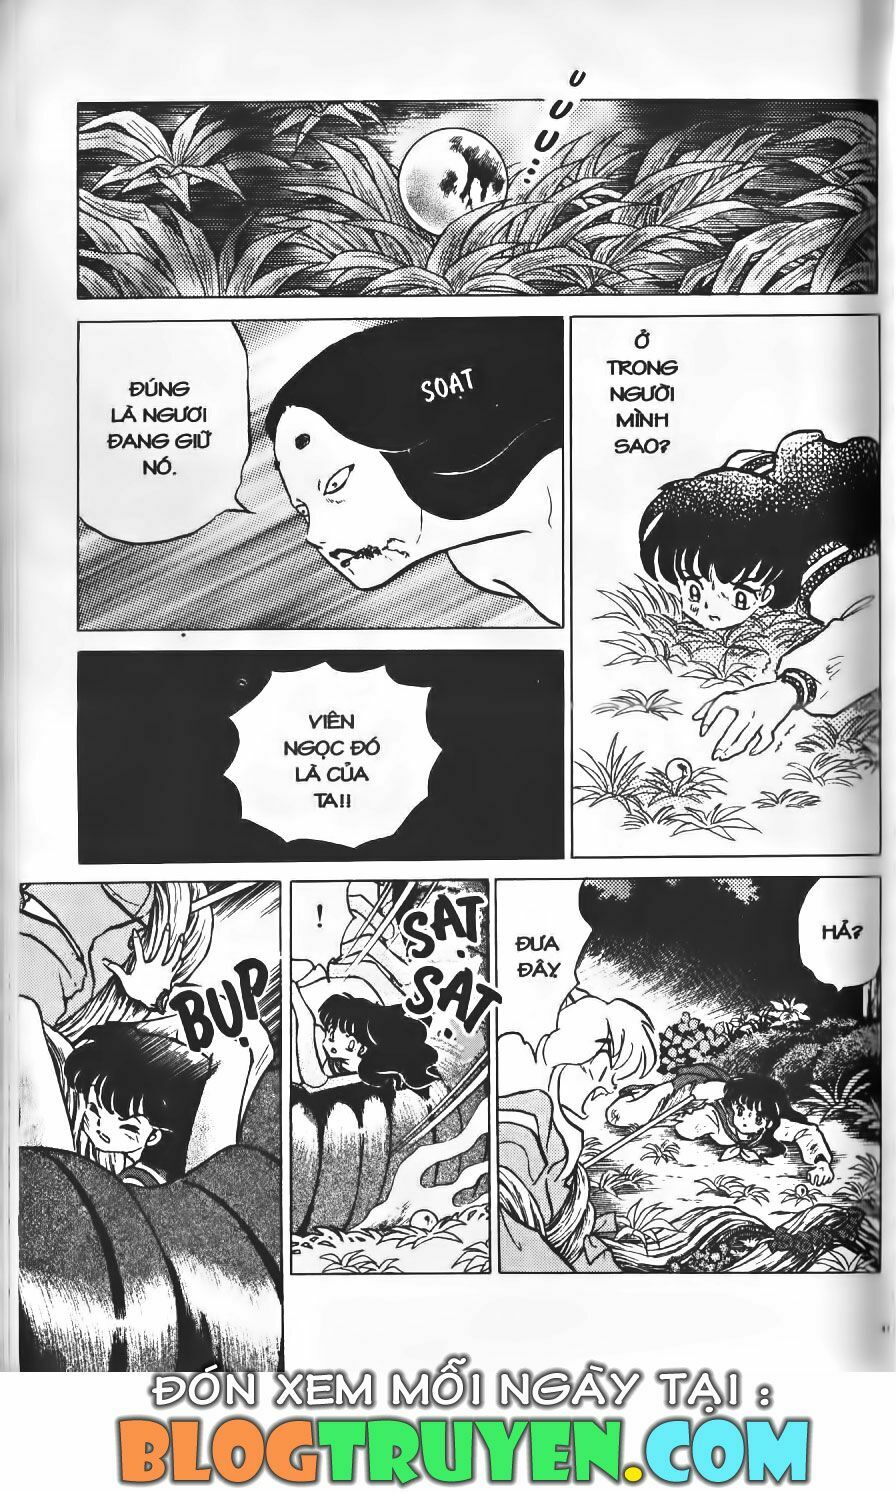 UUU...
Ở
TRONG
NGƯỜI
MÌNH
SAO?
SOẠT
ĐÚNG
LÀ NGƯƠI
ĐANG GIỮ
NÓ.
VIÊN
NGỌC ĐÓ
LÀ CỦA
TA!!
HẢ?
ĐƯA
ĐÂY.
SẠT
SẠT
!
BỤP
ĐÓN XEM MỖI NGÀY TẠI :
BLOGTRUYEN.COM